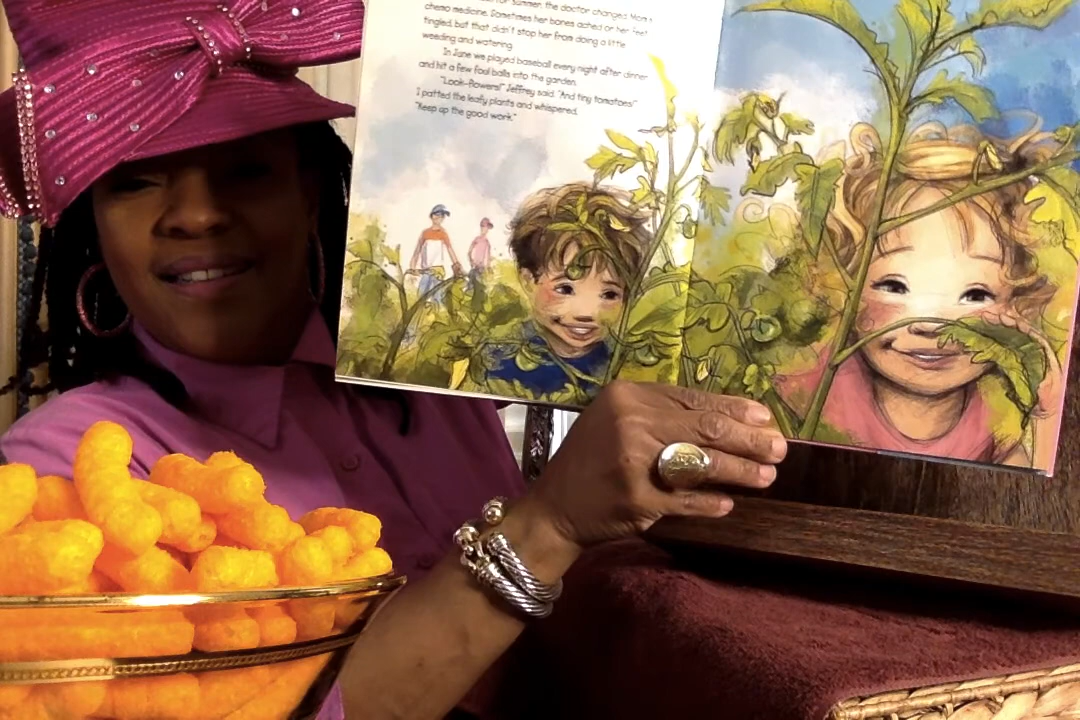 for summer, the doctor changed Mom's
chemo medicine. Sometimes her bones ached or her feet
tingled, but that didn't stop her from doing a little
weeding and watering.
In June we played baseball every night after dinner
and hit a few foul balls into the garden.
"Look—flowers!" Jeffrey said. "And tiny tomatoes!"
I patted the leafy plants and whispered,
"Keep up the good work."